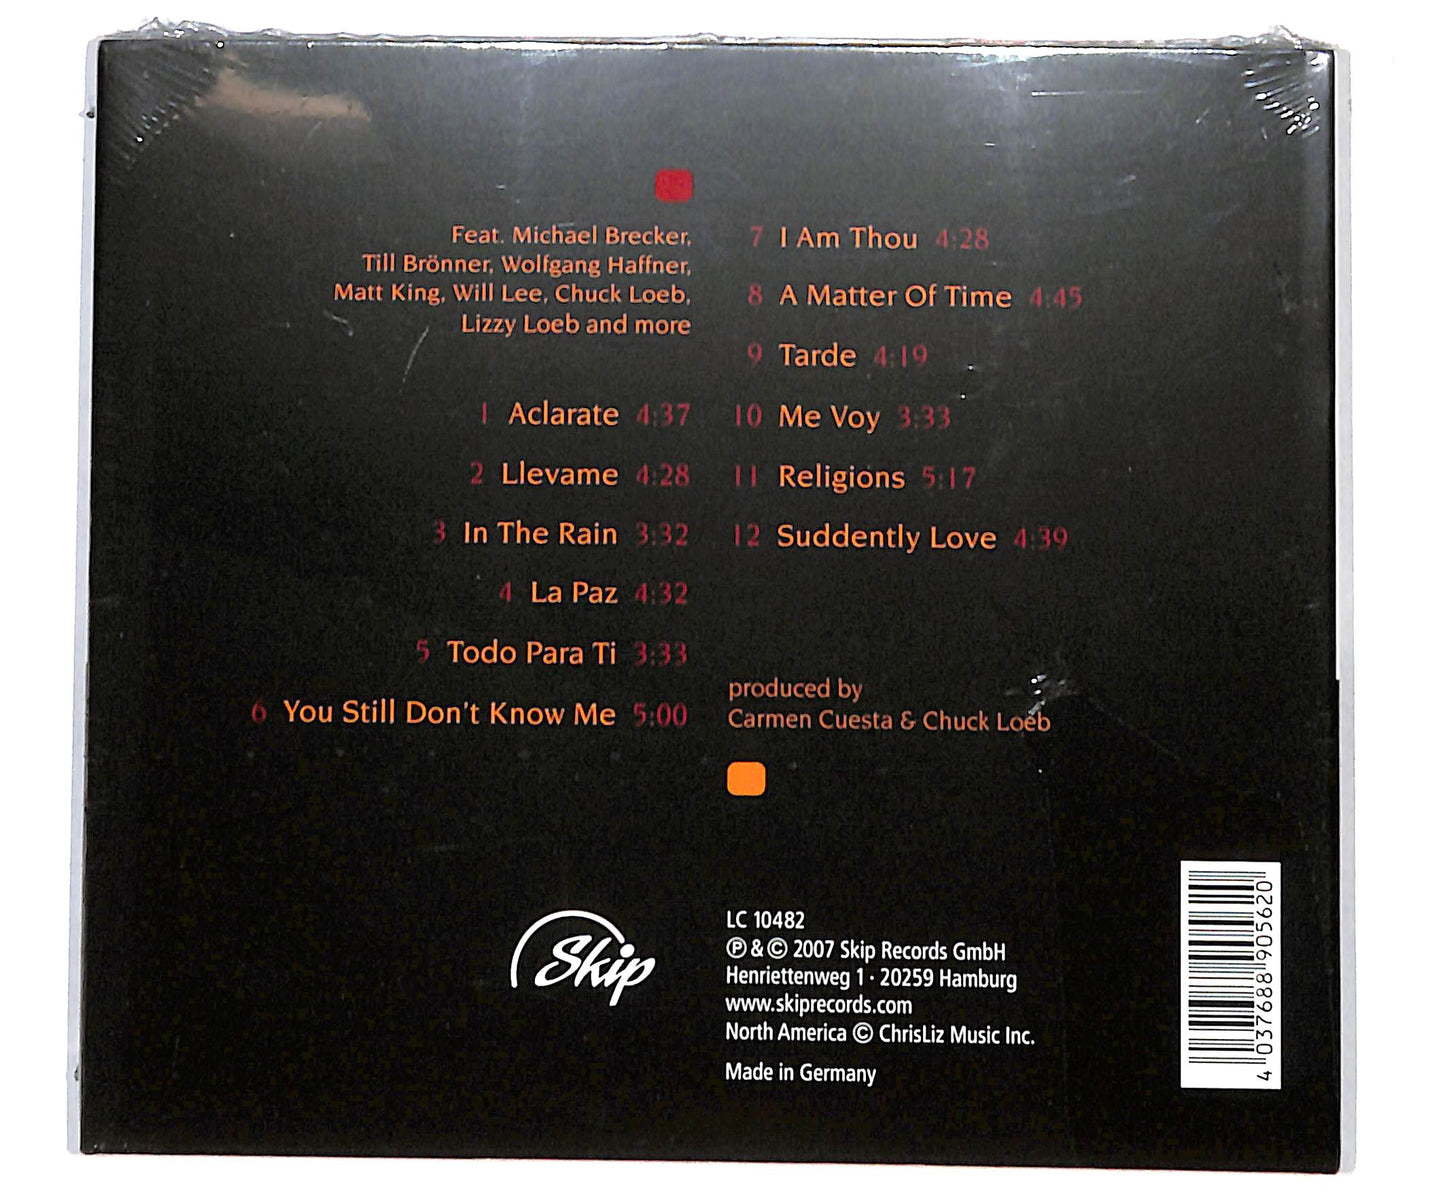 Feat. Michael Brecker,
Till Brönner, Wolfgang Haffner,
Matt King, Will Lee, Chuck Loeb,
Lizzy Loeb and more
1 Aclarate 4:37
2 Llevame 4:28
3 In The Rain 3:32
4 La Paz 4:32
5 Todo Para Ti 3:33
6 You Still Don't Know Me 5:00
7 I Am Thou 4:28
8 A Matter Of Time 4:45
9 Tarde 4:19
10 Me Voy 3:33
11 Religions 5:17
12 Suddently Love 4:39
produced by
Carmen Cuesta & Chuck Loeb
Skip
LC 10482
℗ & © 2007 Skip Records GmbH
Henriettenweg 1 · 20259 Hamburg
www.skiprecords.com
North America © ChrisLiz Music Inc.
Made in Germany
4 037688 905620